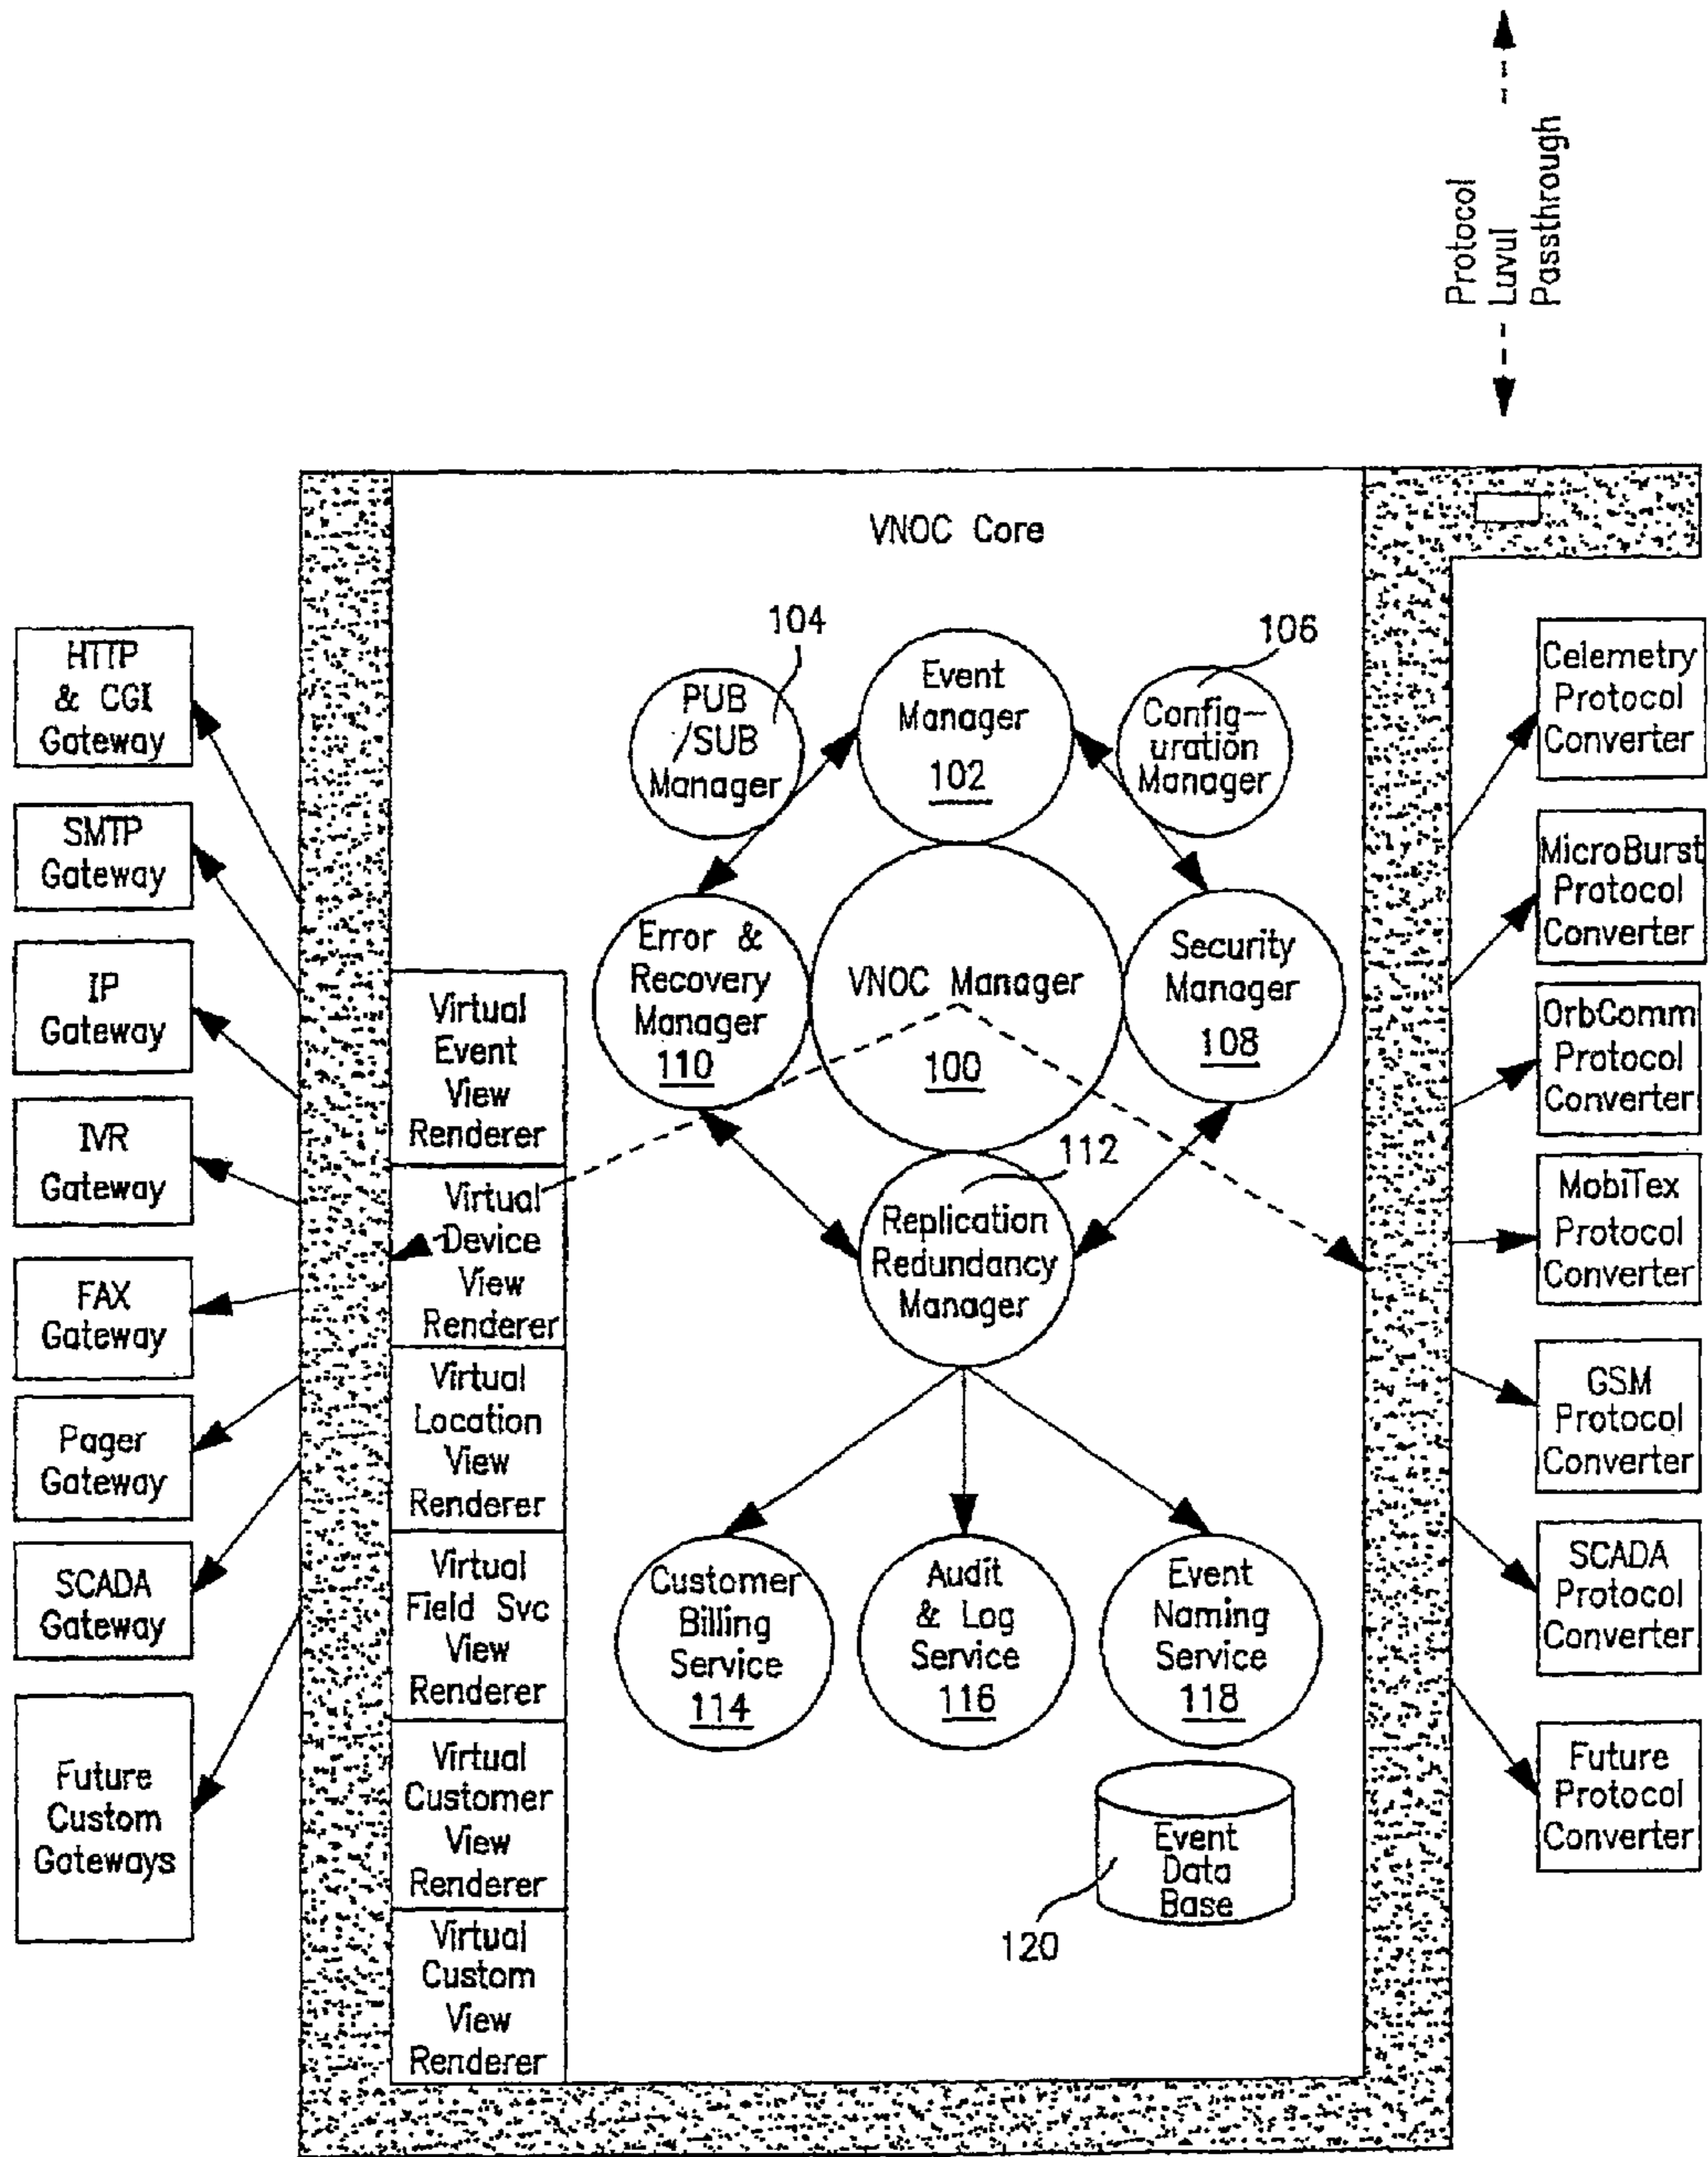 Protocol
Luvul
Passthrough
VNOC Core
HTTP
& CGI
Gateway
SMTP
Gateway
IP
Gateway
IVR
Gateway
FAX
Gateway
Pager
Gateway
SCADA
Gateway
Future
Custom
Gateways
Virtual
Event
View
Renderer
Virtual
Device
View
Renderer
Virtual
Location
View
Renderer
Virtual
Field Svc
View
Renderer
Virtual
Customer
View
Renderer
Virtual
Custom
View
Renderer
104
PUB
/SUB
Manager
Event
Manager
102
106
Config-
uration
Manager
Error &
Recovery
Manager
110
VNOC Manager
100
Security
Manager
108
112
Replication
Redundancy
Manager
Customer
Billing
Service
114
Audit
& Log
Service
116
Event
Naming
Service
118
Event
Data
Base
120
Celemetry
Protocol
Converter
MicroBurst
Protocol
Converter
OrbComm
Protocol
Converter
MobiTex
Protocol
Converter
GSM
Protocol
Converter
SCADA
Protocol
Converter
Future
Protocol
Converter